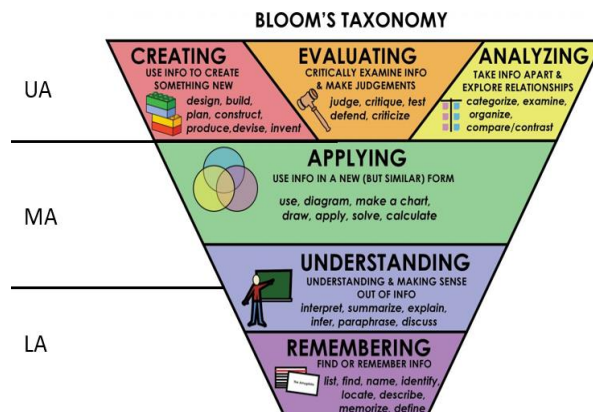 BLOOM'S TAXONOMY
UA
CREATING
USE INFO TO CREATE
SOMETHING NEW
design, build,
plan, construct,
produce,devise, invent
EVALUATING
CRITICALLY EXAMINE INFO
& MAKE JUDGEMENTS
judge, critique, test
defend, criticize
ANALYZING
TAKE INFO APART &
EXPLORE RELATIONSHIPS
categorize, examine,
organize,
compare/contrast
MA
APPLYING
USE INFO IN A NEW (BUT SIMILAR) FORM
use, diagram, make a chart,
draw, apply, solve, calculate
UNDERSTANDING
UNDERSTANDING & MAKING SENSE
OUT OF INFO
interpret, summarize, explain,
infer, paraphrase, discuss
LA
REMEMBERING
FIND OR REMEMBER INFO
list, find, name, identify,
locate, describe,
memorize, define